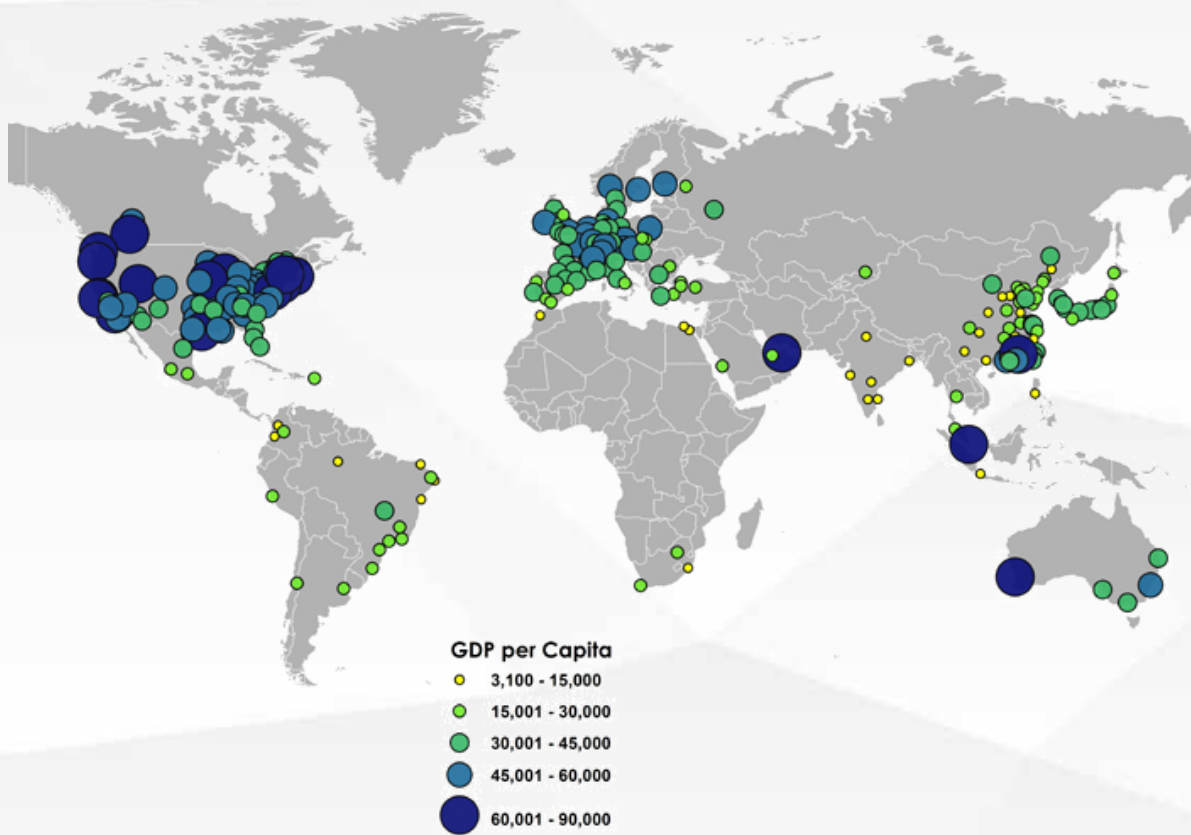 GDP per Capita
3,100 - 15,000
15,001 - 30,000
30,001 - 45,000
45,001 - 60,000
60,001 - 90,000